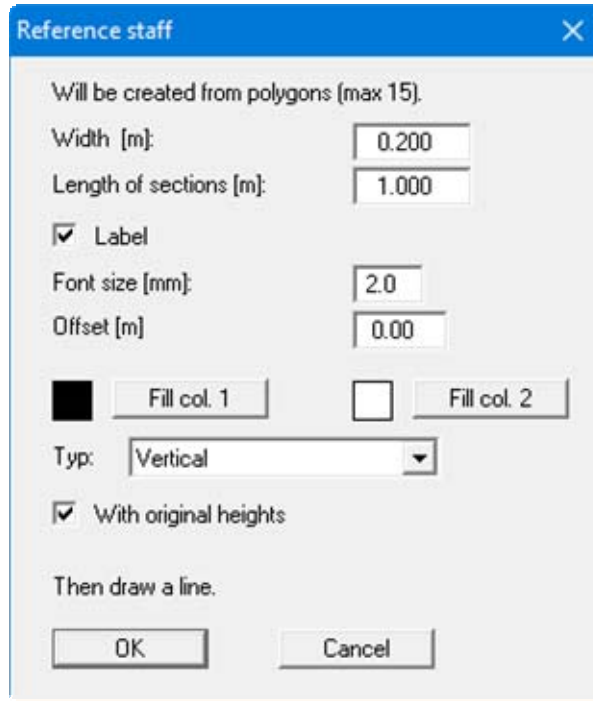 Reference staff
Will be created from polygons (max 15).
Width [m]: 0.200
Length of sections [m]: 1.000
Label
Font size [mm]: 2.0
Offset [m] 0.00
Fill col. 1 Fill col. 2
Typ: Vertical
With original heights
Then draw a line.
OK Cancel